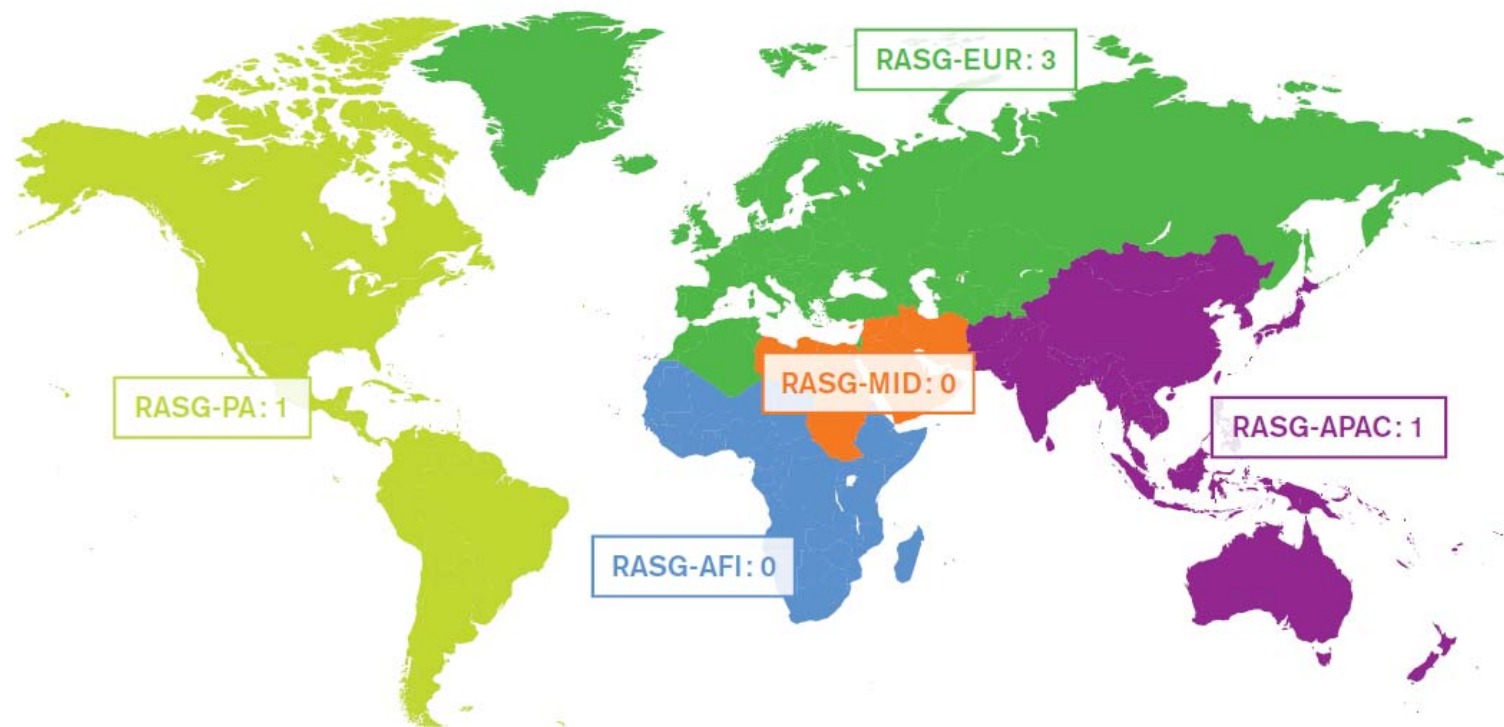 RASG-EUR: 3
RASG-MID: 0
RASG-PA: 1
RASG-APAC: 1
RASG-AFI: 0